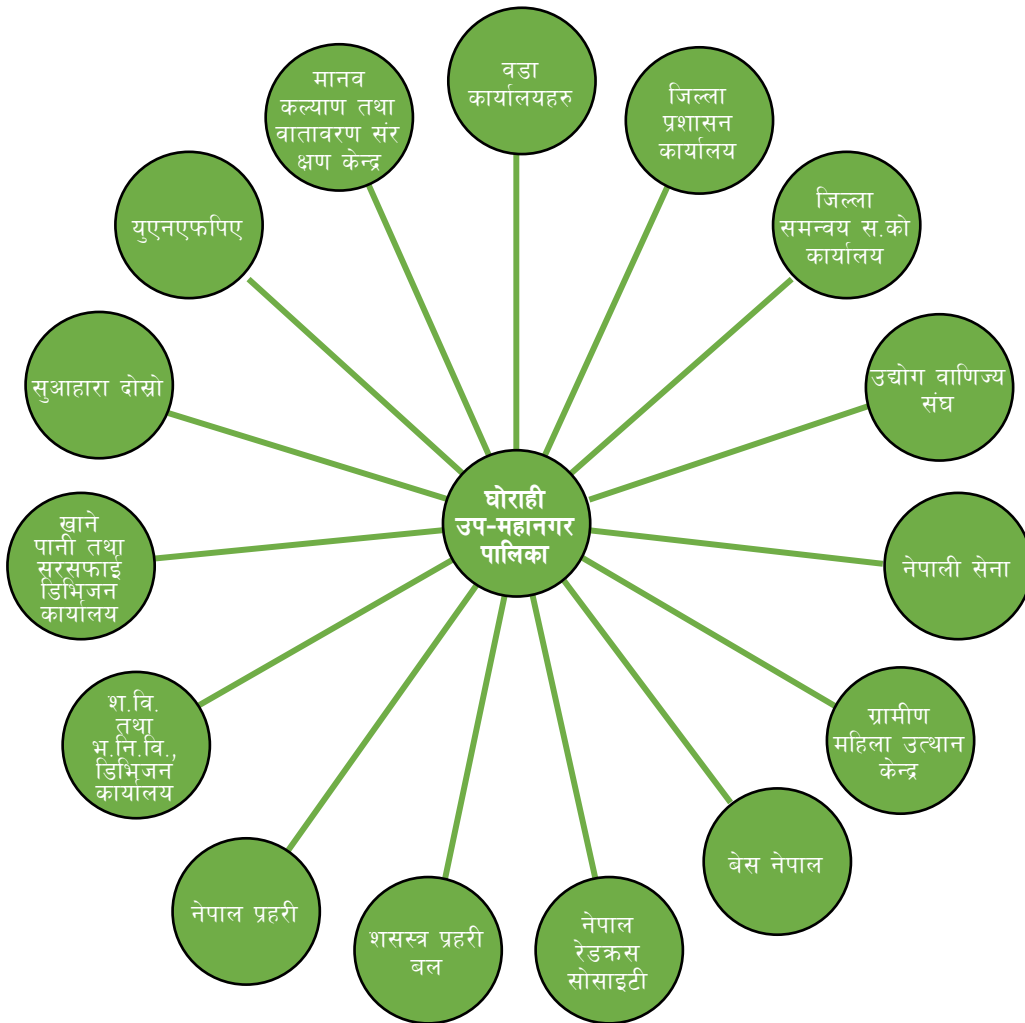 वडा
कार्यालयहरु
जिल्ला
प्रशासन
कार्यालय
जिल्ला
समन्वय स.को
कार्यालय
उद्योग वाणिज्य
संघ
नेपाली सेना
ग्रामीण
महिला उत्थान
केन्द्र
बेस नेपाल
नेपाल
रेडक्रस
सोसाइटी
शसस्त्र प्रहरी
बल
नेपाल प्रहरी
श.वि.
तथा
भ.नि.वि.,
डिभिजन
कार्यालय
खाने
पानी तथा
सरसफाई
डिभिजन
कार्यालय
सुआहारा दोस्रो
युएनएफपिए
मानव
कल्याण तथा
वातावरण संर
क्षण केन्द्र
घोराही
उप-महानगर
पालिका